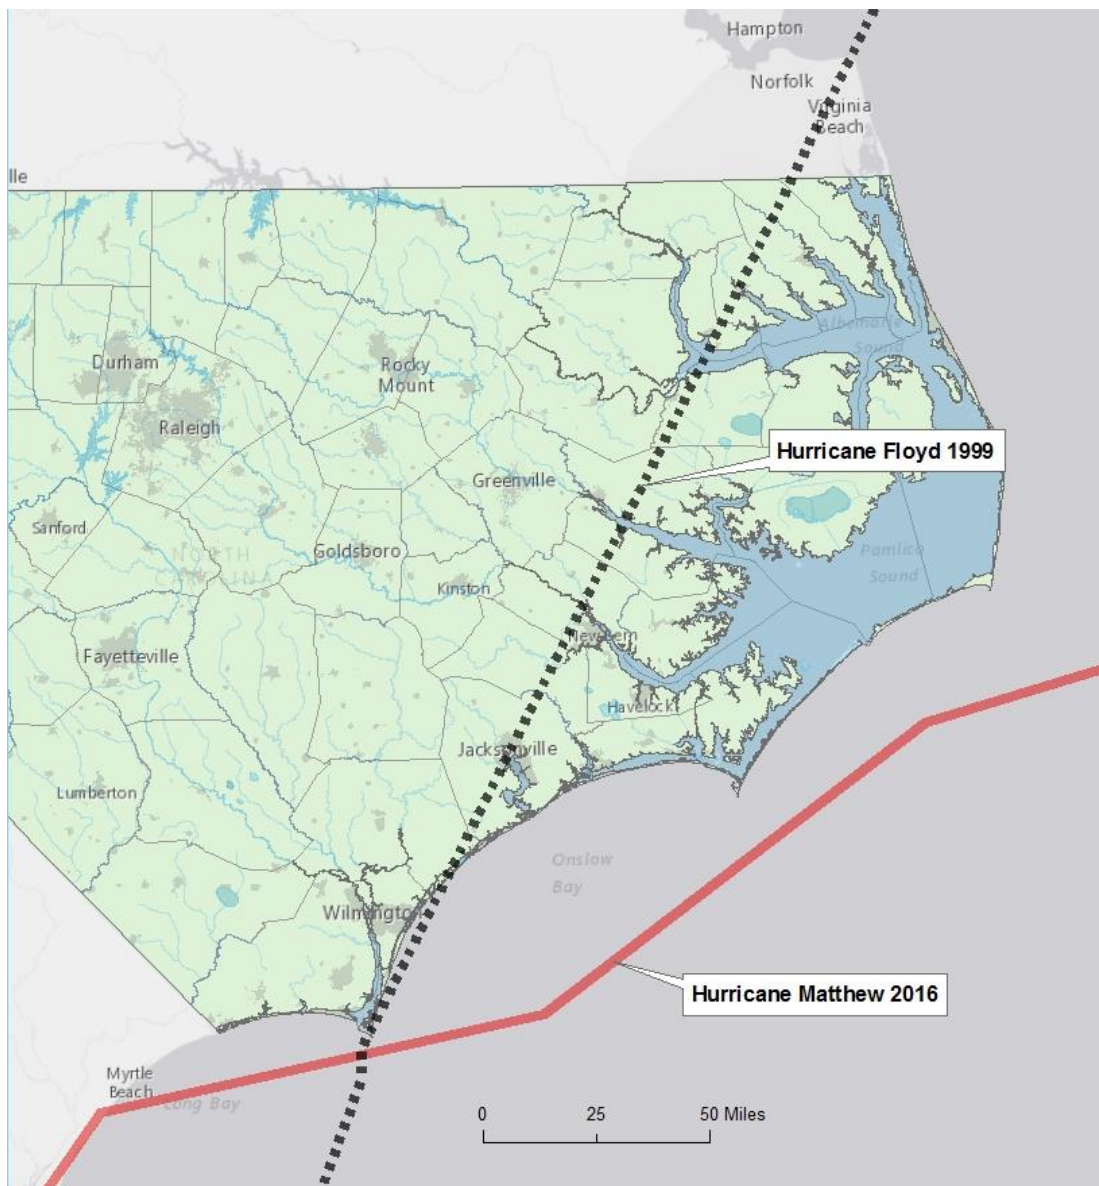 Hampton
Norfolk
Virginia
Beach
lle
Albemarle
Sound
Durham
Rocky
Mount
Raleigh
Hurricane Floyd 1999
Greenville
Sanford
NORTH
CAROLINA
Goldsboro
Pamlico
Sound
Kinston
New Bern
Fayetteville
Havelock
Jacksonville
Lumberton
Onslow
Bay
Wilmington
Hurricane Matthew 2016
Myrtle
Beach
Long Bay
0 25 50 Miles